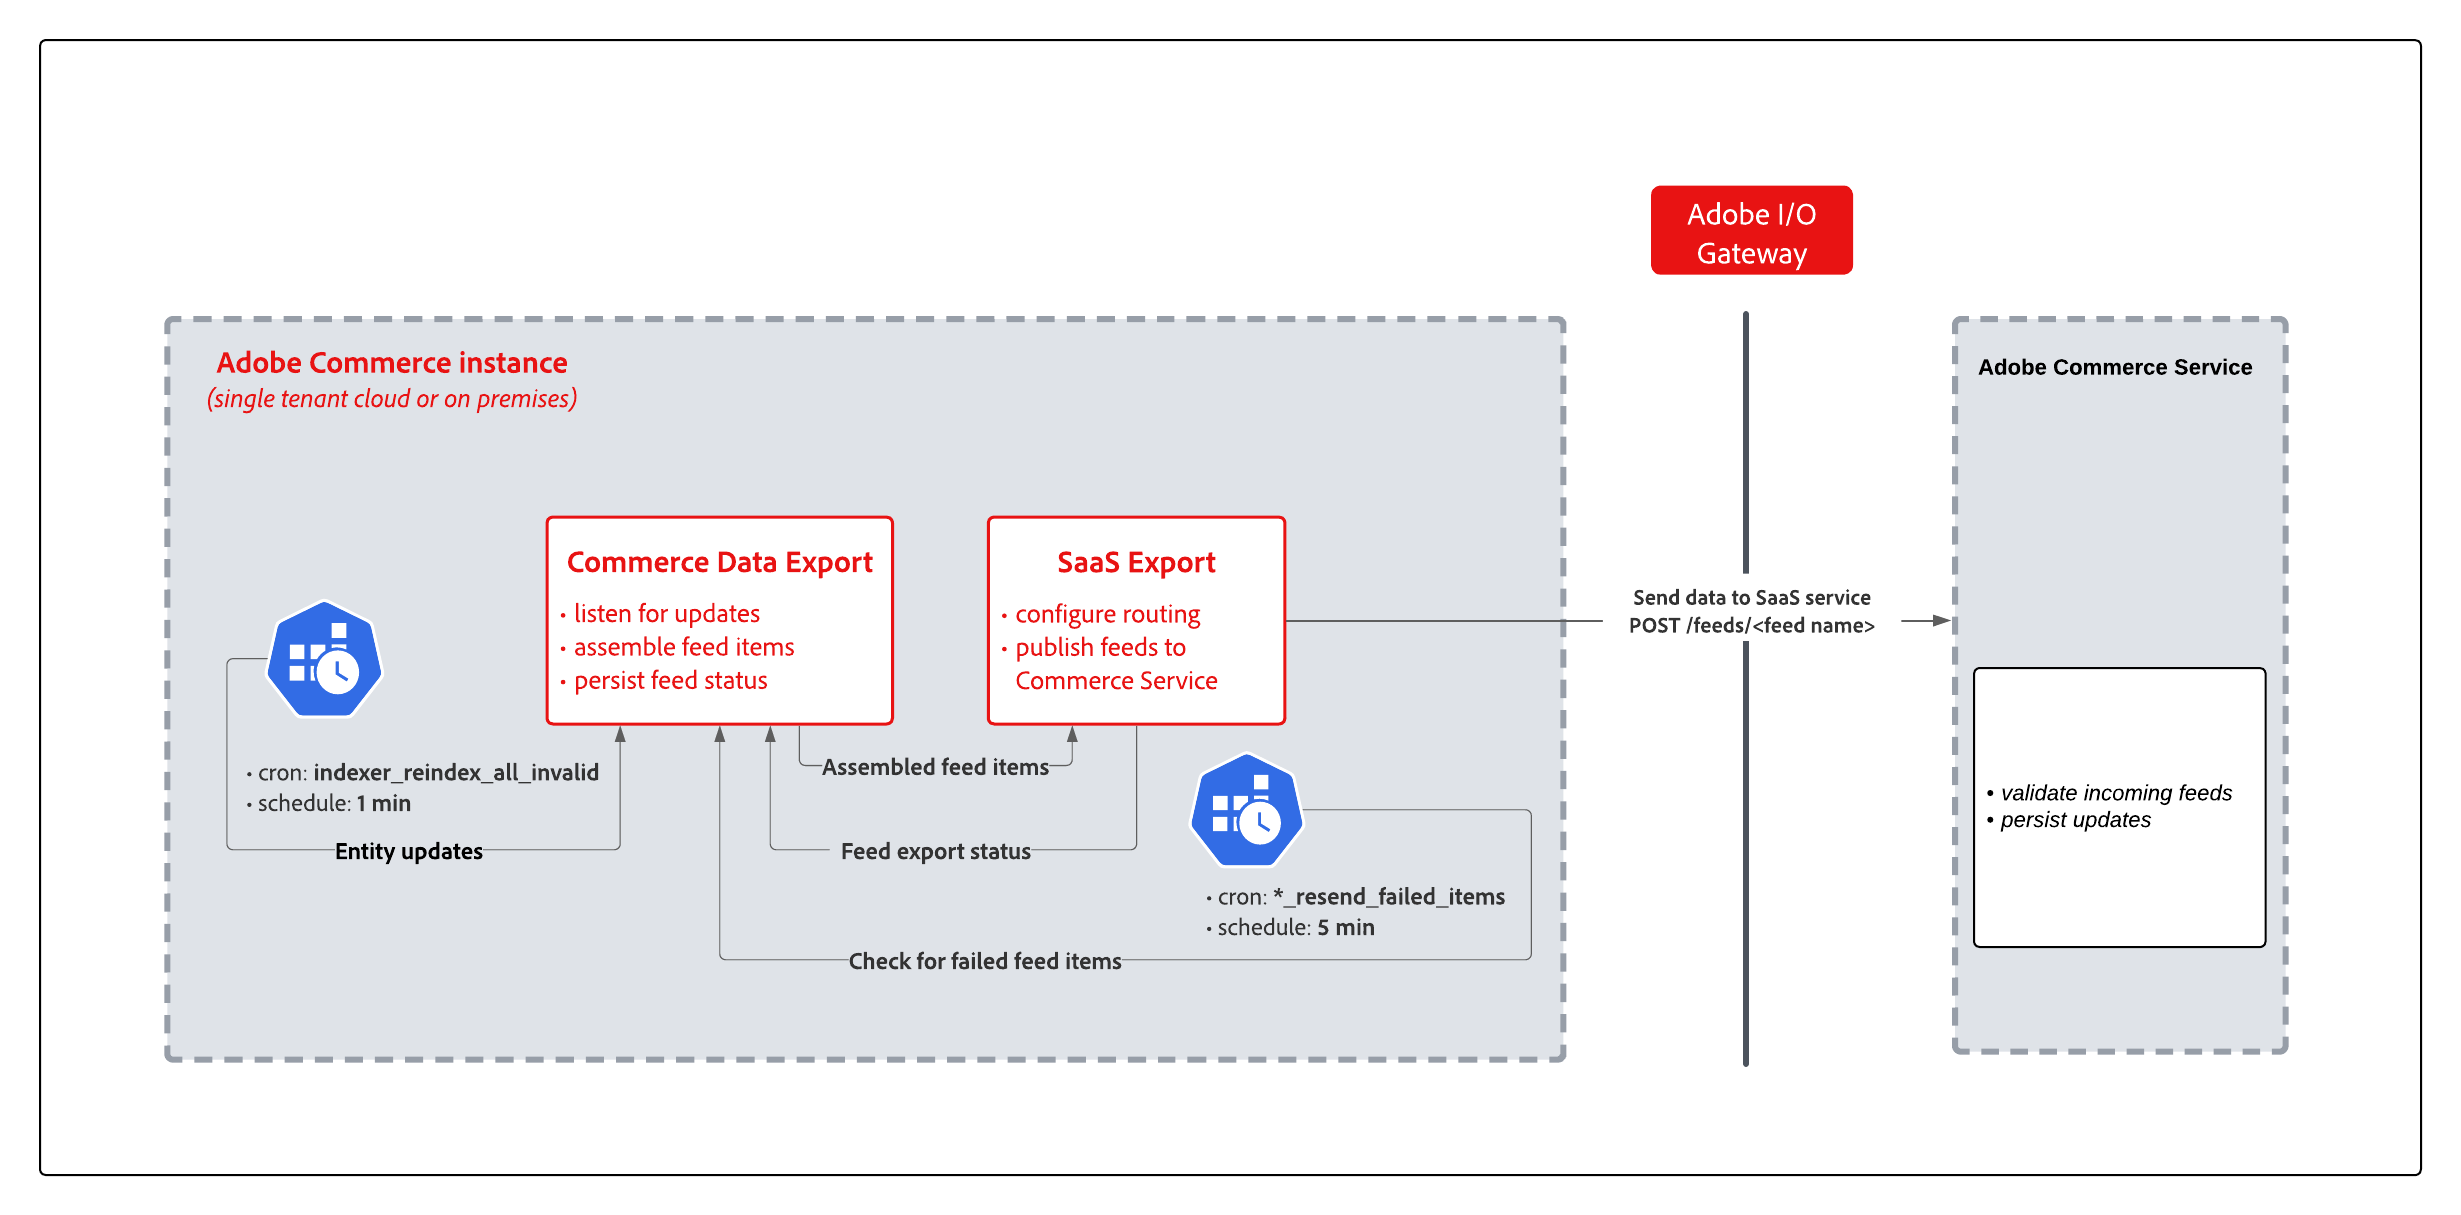 Adobe I/O
Gateway
Adobe Commerce instance
(single tenant cloud or on premises)
Adobe Commerce Service
Commerce Data Export
• listen for updates
• assemble feed items
• persist feed status
SaaS Export
• configure routing
• publish feeds to
Commerce Service
Send data to SaaS service
POST /feeds/<feed name>
• cron: indexer_reindex_all_invalid
• schedule: 1 min
Entity updates
Assembled feed items
Feed export status
• cron: *_resend_failed_items
• schedule: 5 min
Check for failed feed items
• validate incoming feeds
• persist updates